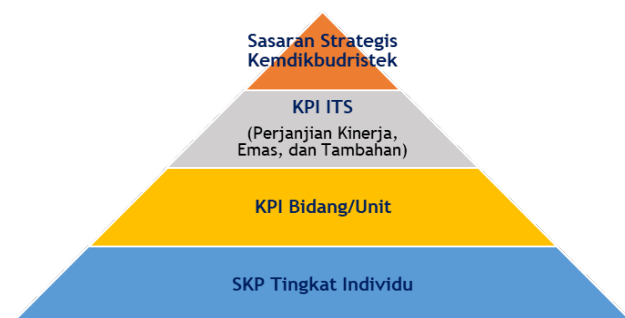 Sasaran Strategis
Kemdikbudristek
KPI ITS
(Perjanjian Kinerja,
Emas, dan Tambahan)
KPI Bidang/Unit
SKP Tingkat Individu